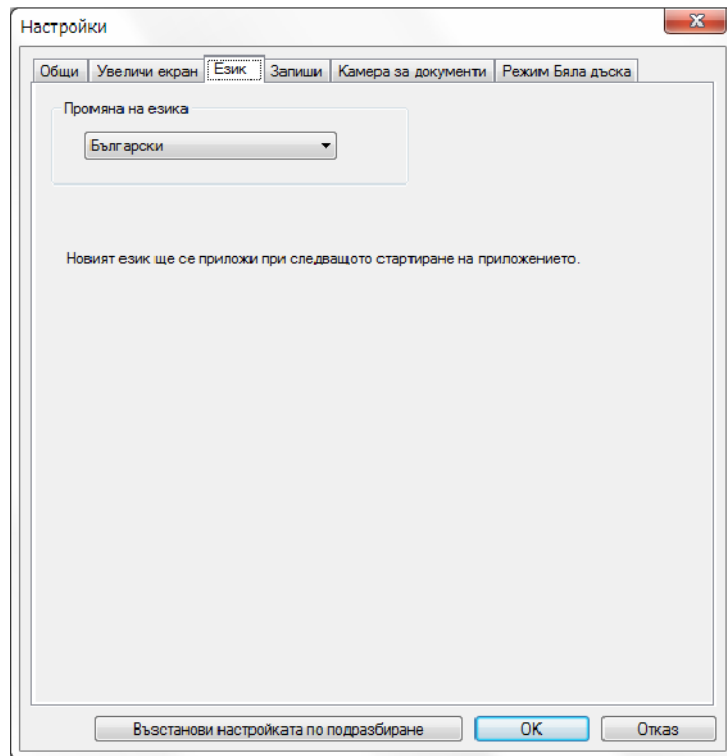 Настройки
Общи Увеличи екран Език Запиши Камера за документи Режим Бяла дъска
Промяна на езика
Български
Новият език ще се приложи при следващото стартиране на приложението.
Възстанови настройката по подразбиране OK Отказ